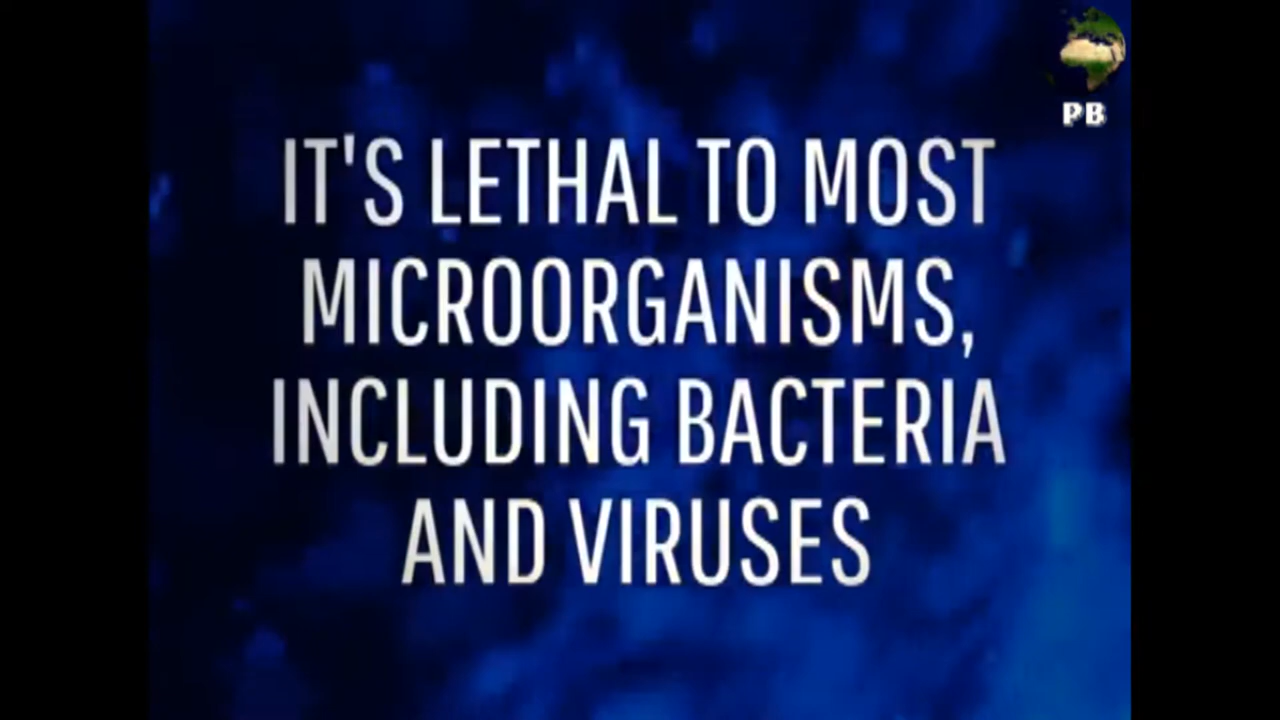 PB
IT'S LETHAL TO MOST
MICROORGANISMS,
INCLUDING BACTERIA
AND VIRUSES